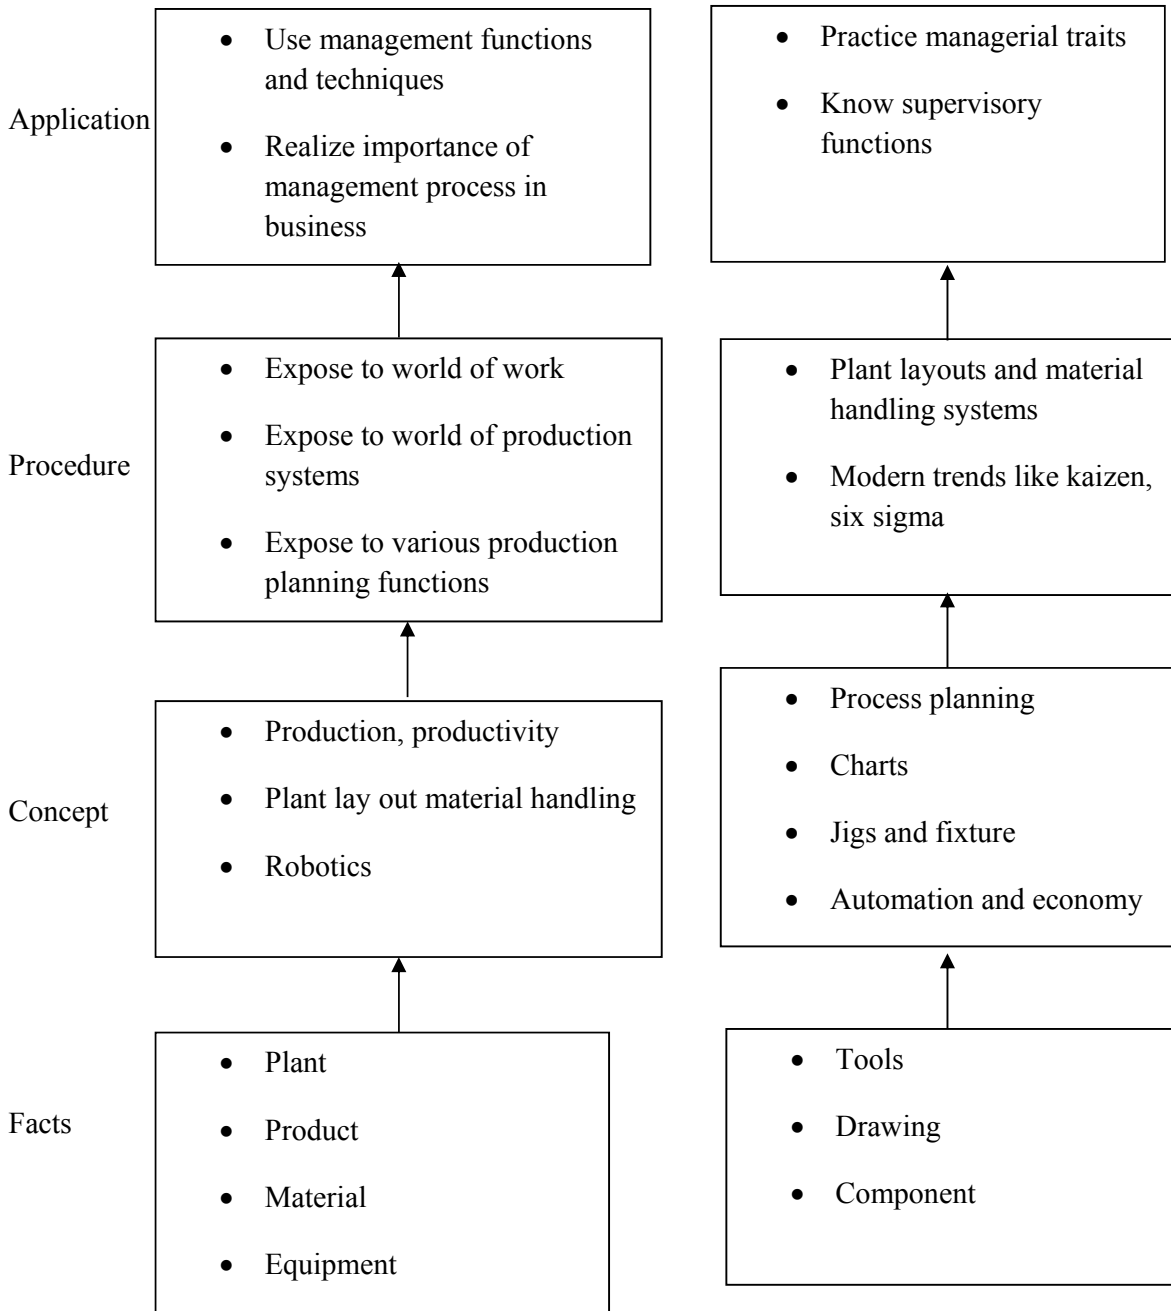 Application
• Use management functions
and techniques
• Realize importance of
management process in
business
• Practice managerial traits
• Know supervisory
functions
Procedure
• Expose to world of work
• Expose to world of production
systems
• Expose to various production
planning functions
• Plant layouts and material
handling systems
• Modern trends like kaizen,
six sigma
Concept
• Production, productivity
• Plant lay out material handling
• Robotics
• Process planning
• Charts
• Jigs and fixture
• Automation and economy
Facts
• Plant
• Product
• Material
• Equipment
• Tools
• Drawing
• Component